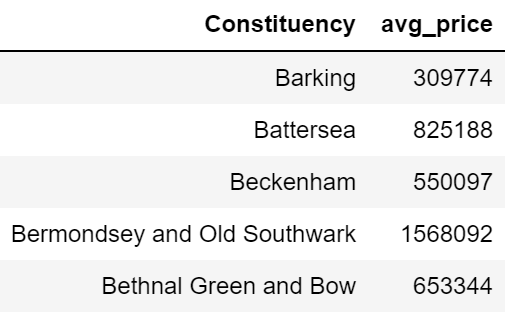 Constituency avg_price
Barking 309774
Battersea 825188
Beckenham 550097
Bermondsey and Old Southwark 1568092
Bethnal Green and Bow 653344